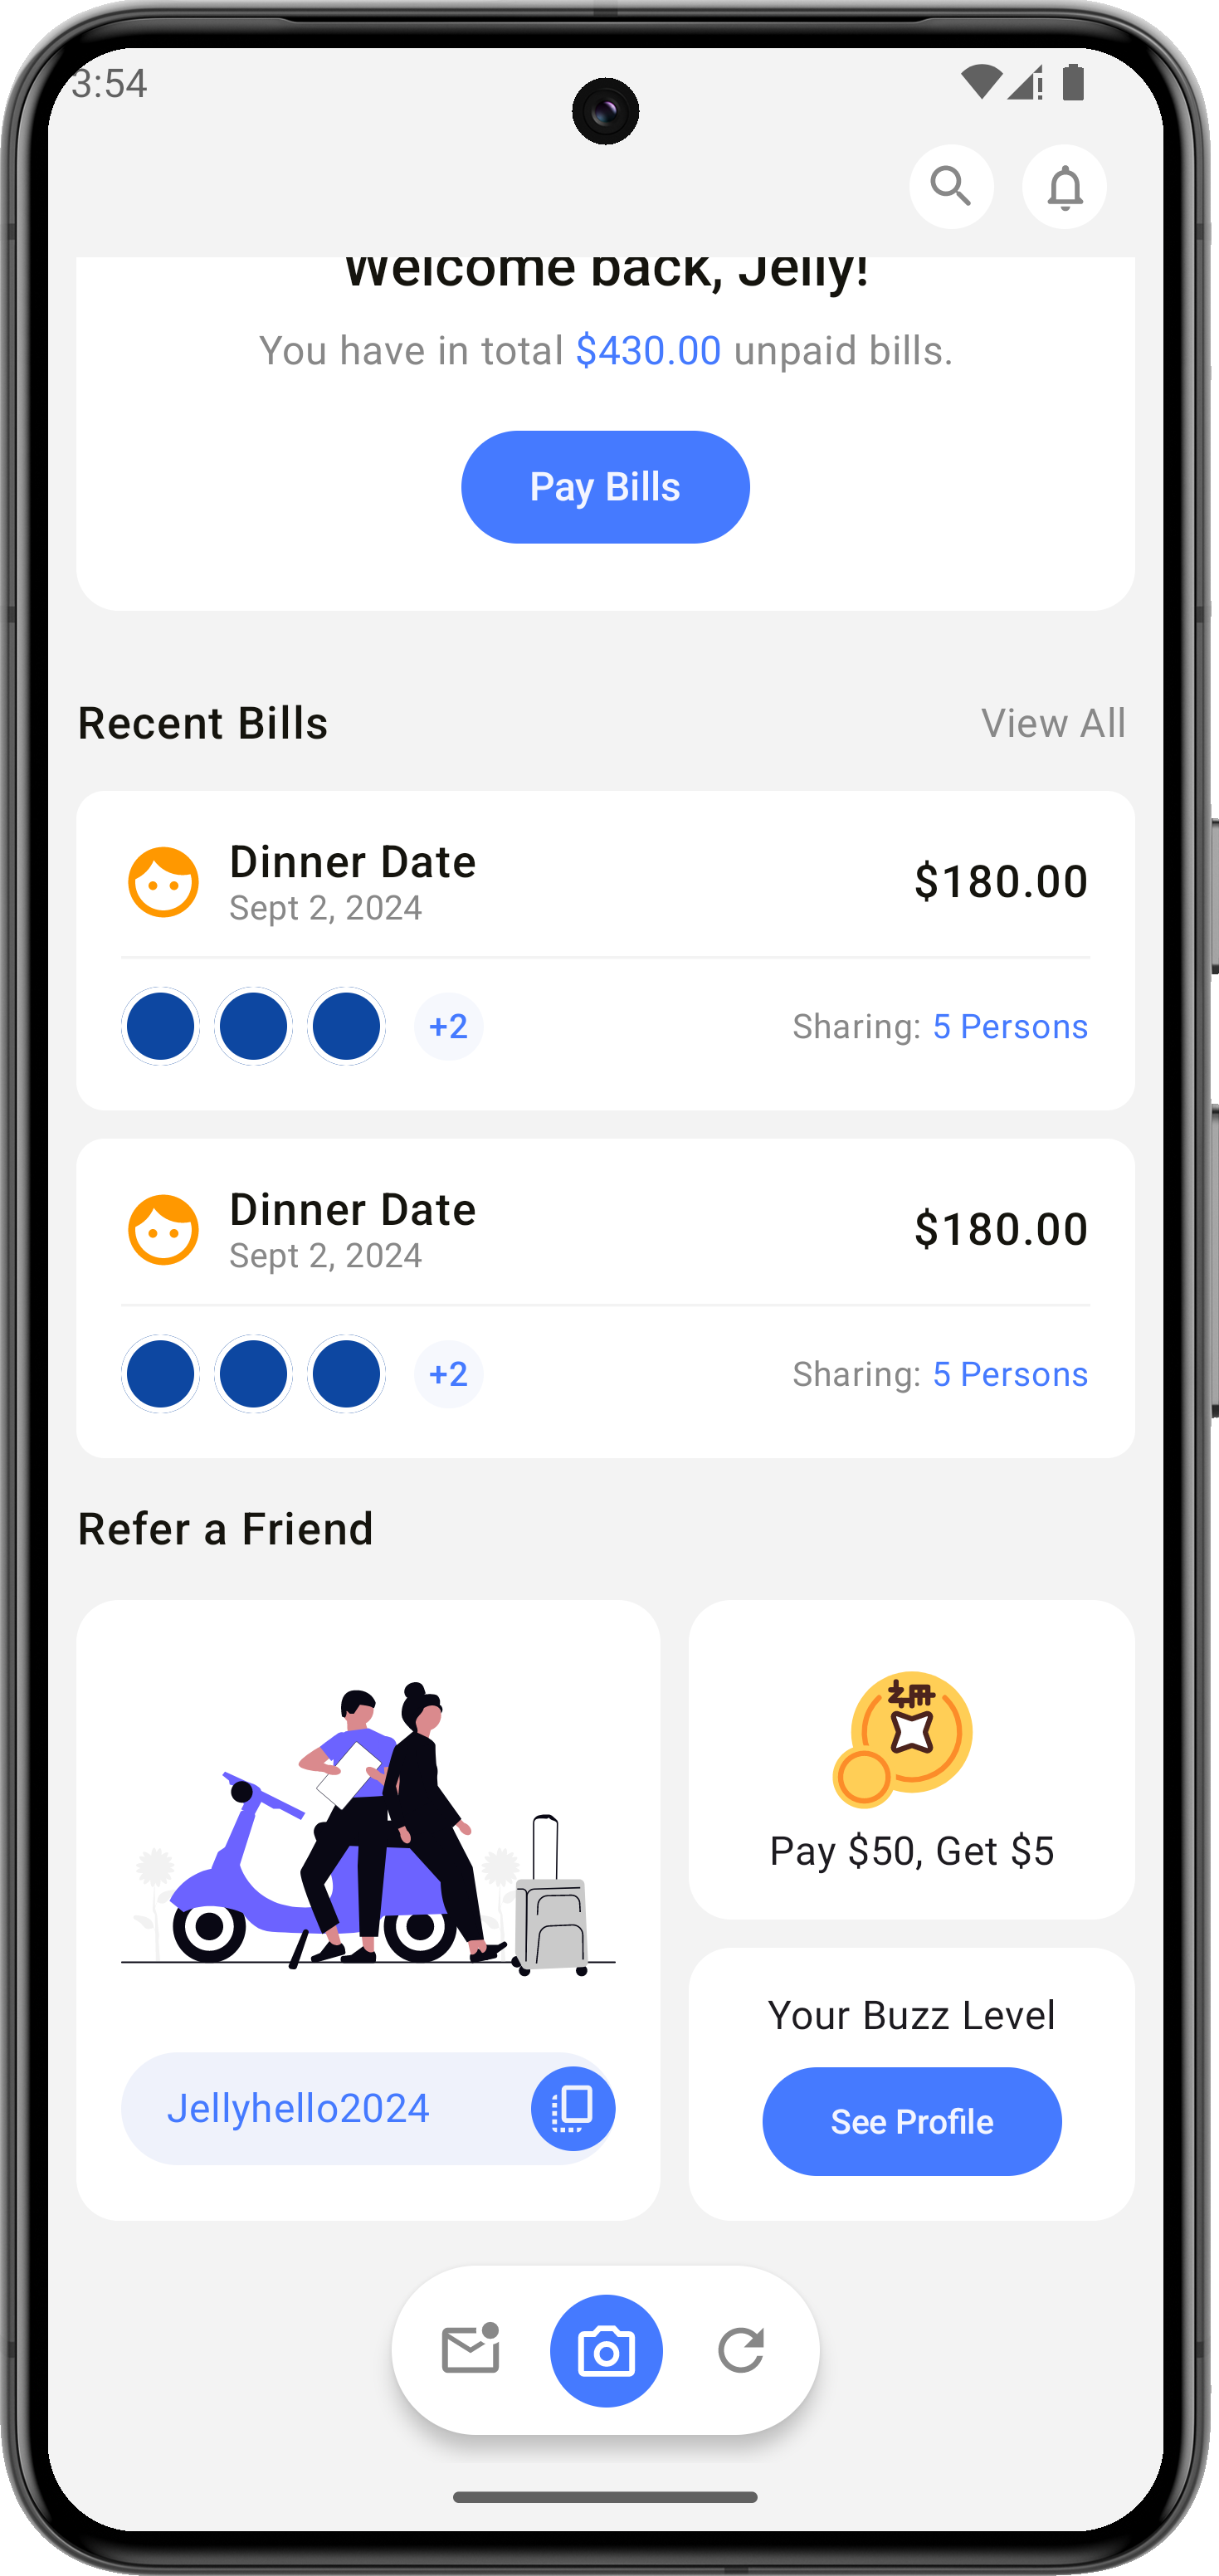 3:54
Welcome back, Jelly!
You have in total $430.00 unpaid bills.
Pay Bills
Recent Bills
View All
Dinner Date
Sept 2, 2024
$180.00
+2
Sharing: 5 Persons
Dinner Date
Sept 2, 2024
$180.00
+2
Sharing: 5 Persons
Refer a Friend
Pay $50, Get $5
Your Buzz Level
Jellyhello2024
See Profile